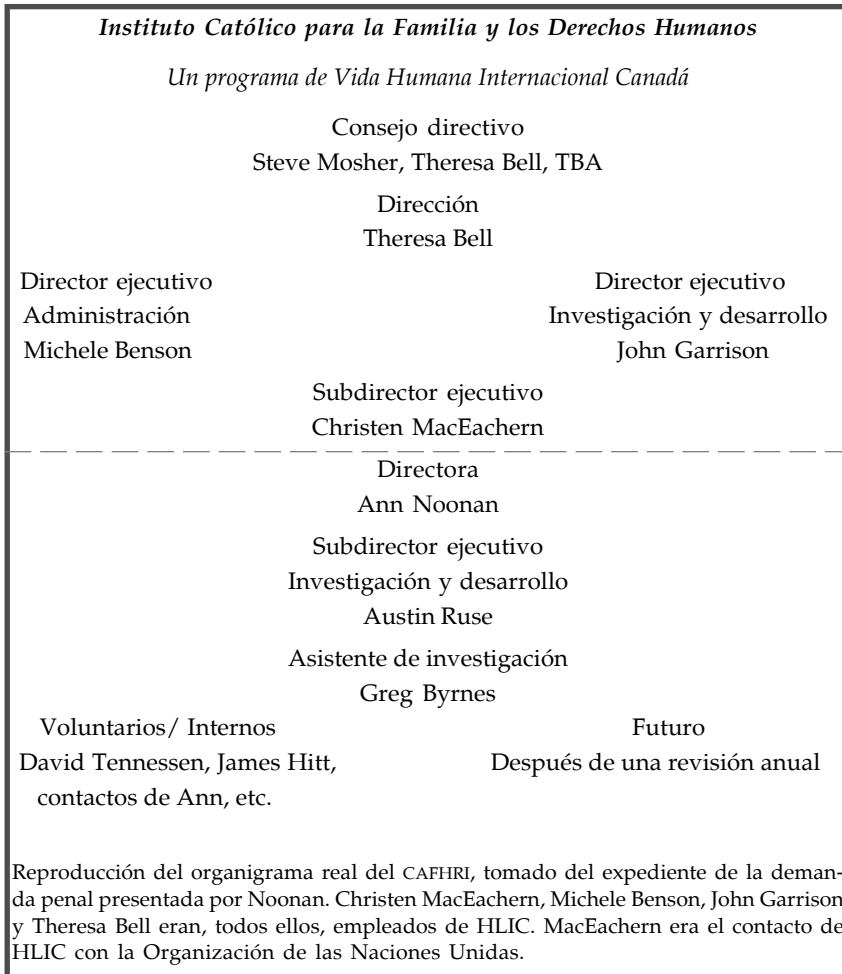 Instituto Católico para la Familia y los Derechos Humanos
Un programa de Vida Humana Internacional Canadá
Consejo directivo
Steve Mosher, Theresa Bell, TBA
Dirección
Theresa Bell
Director ejecutivo
Administración
Michele Benson
Director ejecutivo
Investigación y desarrollo
John Garrison
Subdirector ejecutivo
Christen MacEachern
Directora
Ann Noonan
Subdirector ejecutivo
Investigación y desarrollo
Austin Ruse
Asistente de investigación
Greg Byrnes
Voluntarios/ Internos
David Tennessen, James Hitt,
contactos de Ann, etc.
Futuro
Después de una revisión anual
Reproducción del organigrama real del CAFHRI, tomado del expediente de la deman-
da penal presentada por Noonan. Christen MacEachern, Michele Benson, John Garrison
y Theresa Bell eran, todos ellos, empleados de HLIC. MacEachern era el contacto de
HLIC con la Organización de las Naciones Unidas.